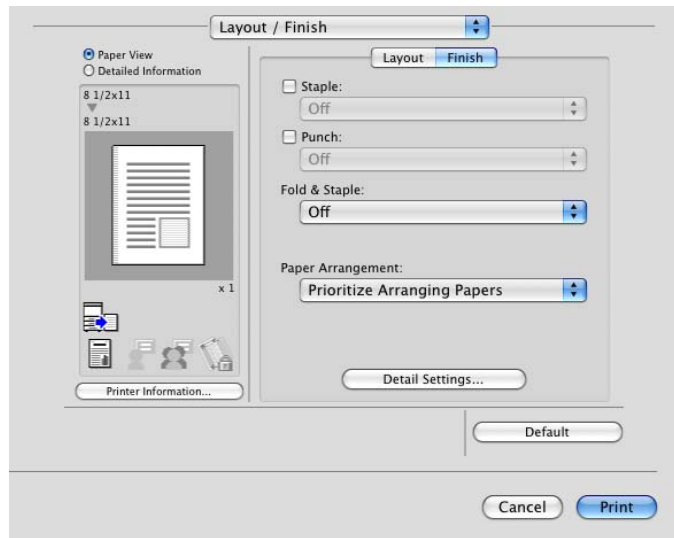 Layout / Finish
Paper View
Detailed Information
8 1/2x11
8 1/2x11
x 1
Printer Information...
Layout Finish
Staple:
Off
Punch:
Off
Fold & Staple:
Off
Paper Arrangement:
Prioritize Arranging Papers
Detail Settings...
Default
Cancel Print